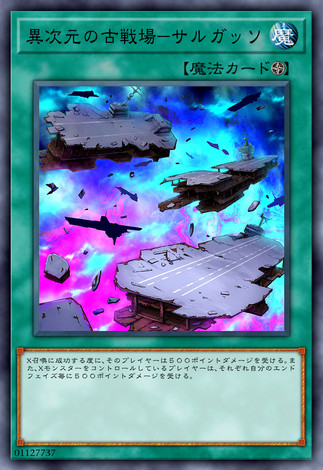 異次元の古戦場-サルガッソ
魔
【魔法カード】
X召喚に成功する度に、そのプレイヤーは５００ポイントダメージを受ける。ま
た、Xモンスターをコントロールしているプレイヤーは、それぞれ自分のエンド
フェイズ毎に５００ポイントダメージを受ける。
01127737